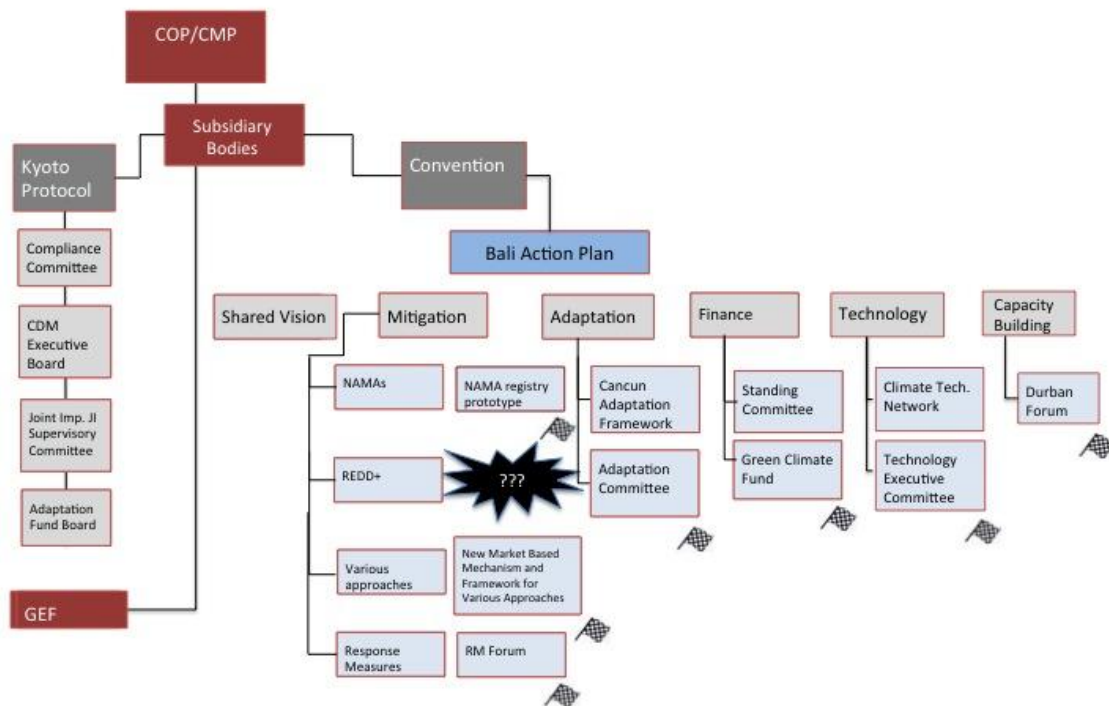 COP/CMP
Subsidiary
Bodies
Kyoto
Protocol
Convention
Compliance
Committee
Bali Action Plan
CDM
Executive
Board
Shared Vision
Mitigation
Adaptation
Finance
Technology
Capacity
Building
NAMAs
NAMA registry
prototype
Cancun
Adaptation
Framework
Standing
Committee
Climate Tech.
Network
Durban
Forum
Joint Imp. JI
Supervisory
Committee
REDD+
???
Adaptation
Committee
Green Climate
Fund
Technology
Executive
Committee
Adaptation
Fund Board
Various
approaches
New Market Based
Mechanism and
Framework for
Various Approaches
GEF
Response
Measures
RM Forum